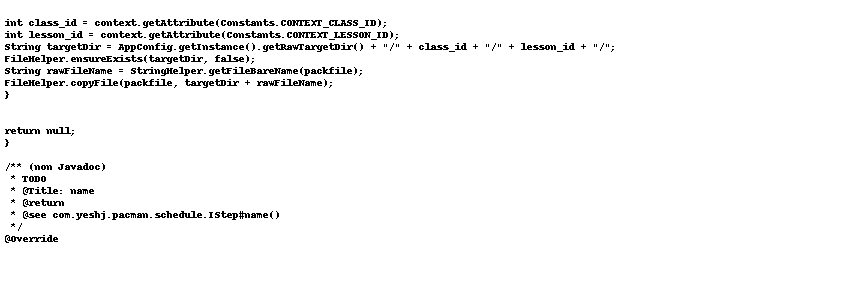 int class_id = context.getAttribute(Constants.CONTEXT_CLASS_ID);
int lesson_id = context.getAttribute(Constants.CONTEXT_LESSON_ID);
String targetDir = AppConfig.getInstance().getRawTargetDir() + "/" + class_id + "/" + lesson_id + "/";
FileHelper.ensureExists(targetDir, false);
String rawFileName = StringHelper.getFileBareName(packfile);
FileHelper.copyFile(packfile, targetDir + rawFileName);
}
return null;
}
/** (non Javadoc)
 * TODO
 * @Title: name
 * @return
 * @see com.yeshj.pacman.schedule.IStep#name()
 */
@Override